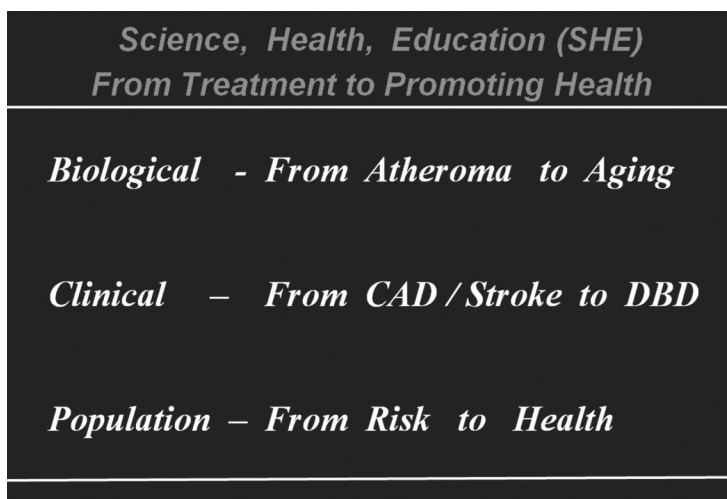 Science, Health, Education (SHE)
From Treatment to Promoting Health
Biological - From Atheroma to Aging
Clinical – From CAD / Stroke to DBD
Population – From Risk to Health